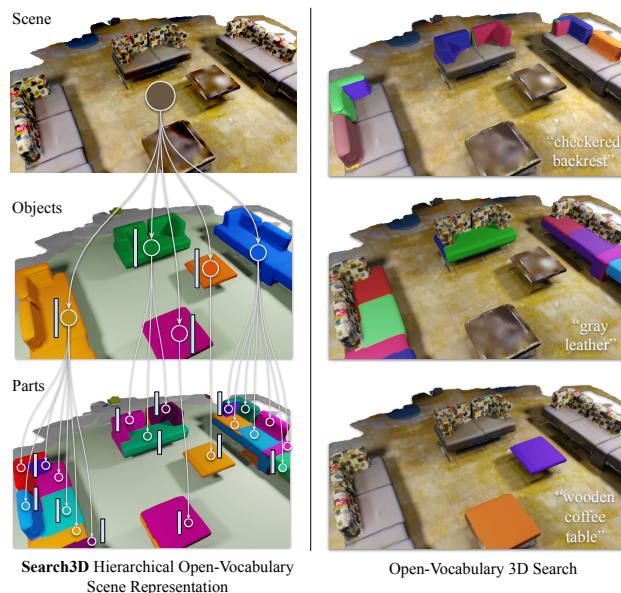 Scene
Objects
Parts
Search3D Hierarchical Open-Vocabulary
Scene Representation
“checkered
backrest”
“gray
leather”
“wooden
coffee
table”
Open-Vocabulary 3D Search